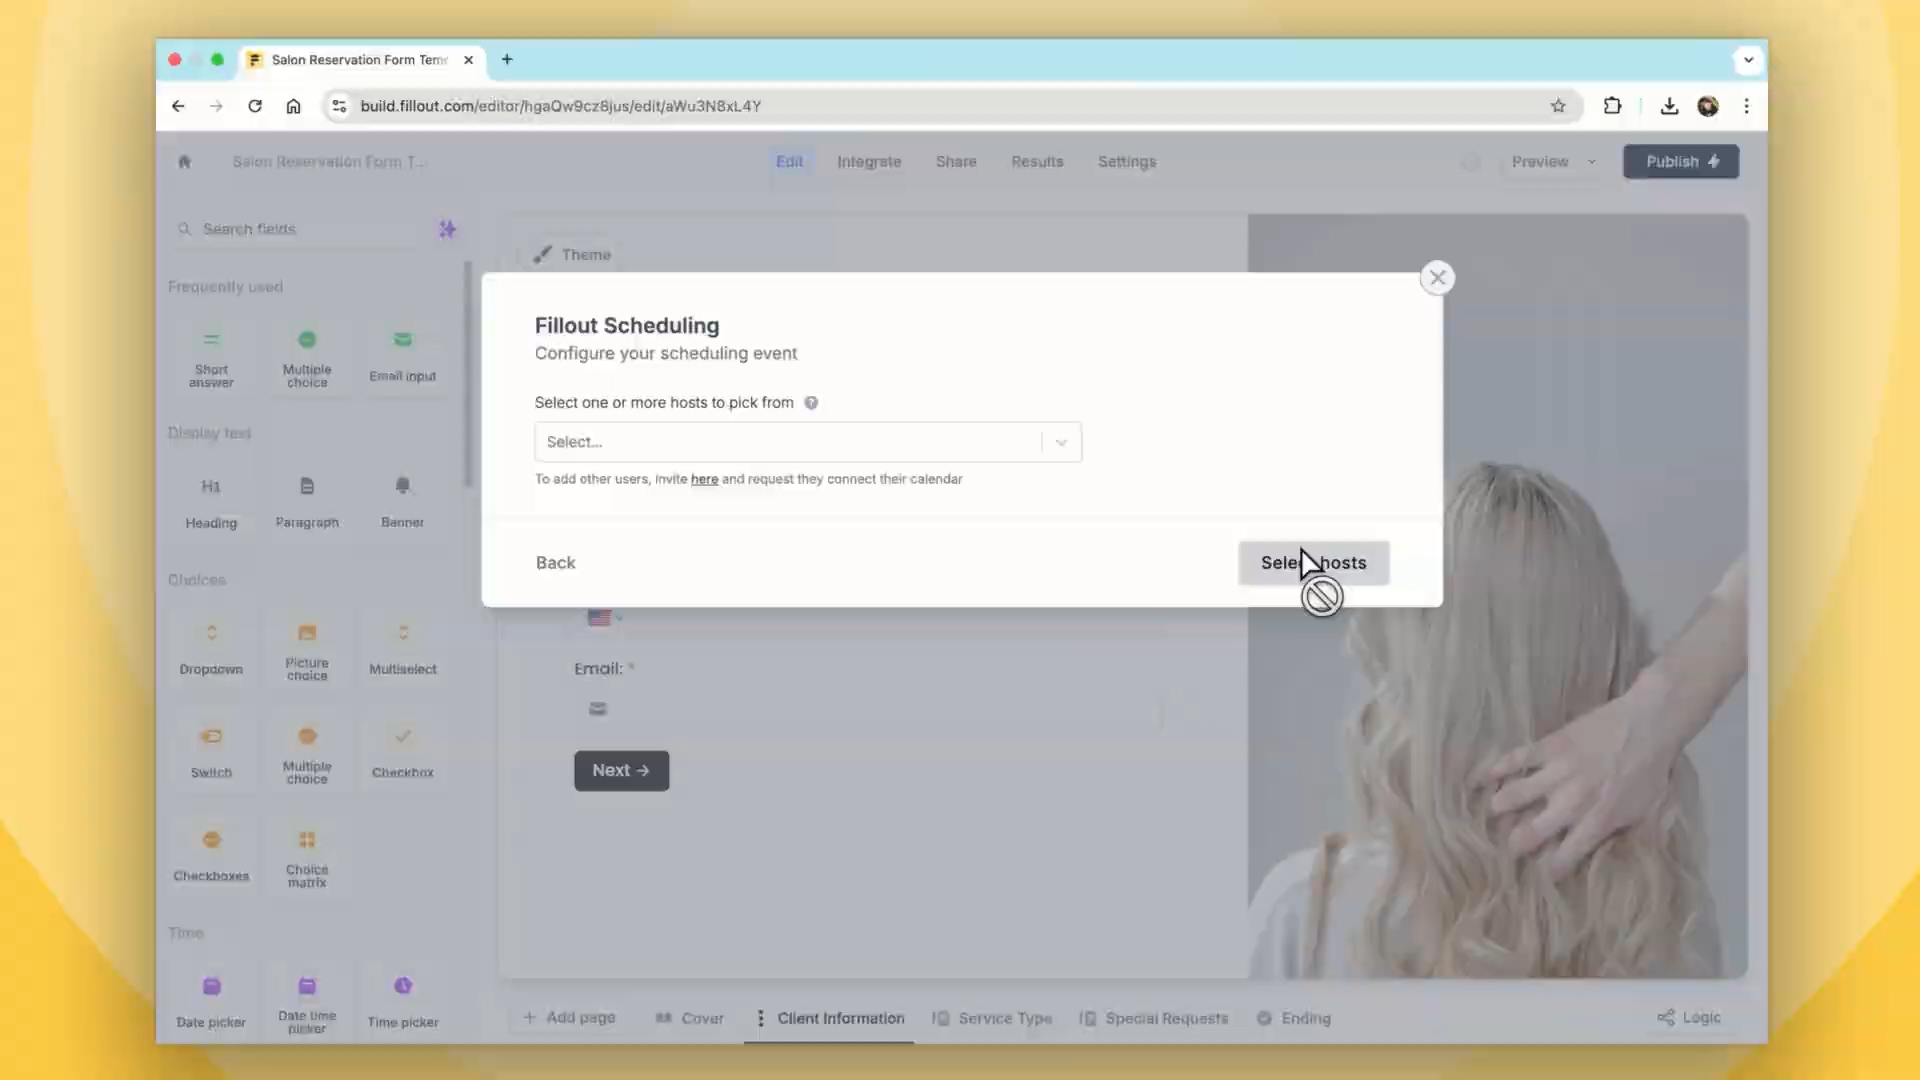 Salon Reservation Form Tem
build.fillout.com/editor/hgaQw9cz8jus/edit/aWu3N8xL4Y
Salon Reservation Form T...
Edit
Integrate
Share
Results
Settings
Preview
Publish
Search fields
Theme
Frequently used
Short answer
Multiple choice
Email input
Display text
H1
Heading
Paragraph
Banner
Choices
Dropdown
Picture choice
Multiselect
Switch
Multiple choice
Checkbox
Checkboxes
Choice matrix
Time
Date picker
Date time picker
Time picker
Fillout Scheduling
Configure your scheduling event
Select one or more hosts to pick from ?
Select...
To add other users, invite here and request they connect their calendar
Back
Select hosts
Email: *
Next →
+ Add page
Cover
Client Information
Service Type
Special Requests
Ending
Logic